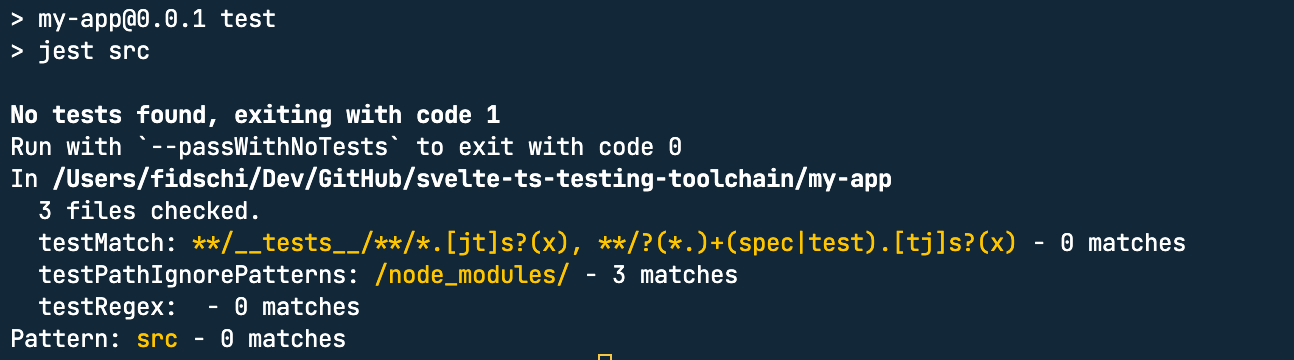 > my-app@0.0.1 test
> jest src
No tests found, exiting with code 1
Run with `--passWithNoTests` to exit with code 0
In /Users/fidschi/Dev/GitHub/svelte-ts-testing-toolchain/my-app
  3 files checked.
  testMatch: **/__tests__/**/*.[jt]s?(x), **/?(*.)+(spec|test).[tj]s?(x) - 0 matches
  testPathIgnorePatterns: /node_modules/ - 3 matches
  testRegex:  - 0 matches
Pattern: src - 0 matches